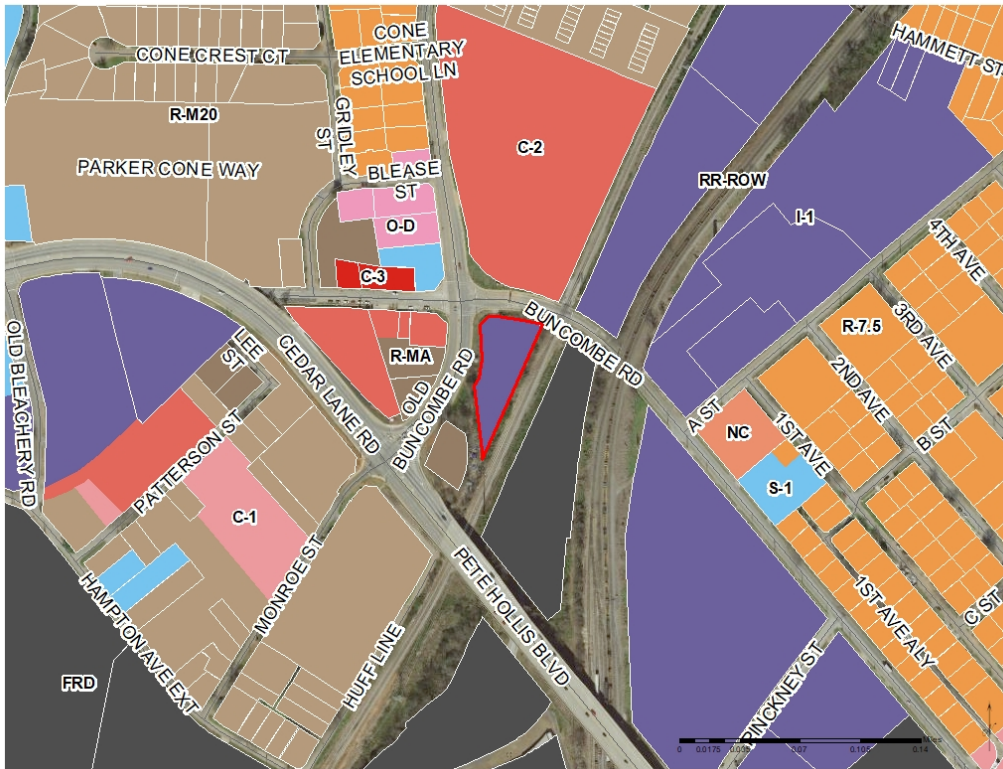 CONE CREST CT
CONE
ELEMENTARY
SCHOOL LN
HAMMETT ST
R-M20
GRIDLEY
ST
C-2
PARKER CONE WAY
BLEASE
ST
RR-ROW
O-D
I-1
4TH AVE
C-3
BUNCOMBE RD
3RD AVE
R-7.5
OLD BLEACHERY RD
LEE
ST
CEDAR LANE RD
R-MA
OLD
BUNCOMBE RD
2ND AVE
A ST
1ST AVE
B ST
NC
PATTERSON ST
S-1
C-1
HAMPTON AVE EXT
MONROE ST
PETE HOLLIS BLVD
1ST AVE ALY
C ST
HUFF LINE
FRD
PINCKNEY ST
Miles
0 0.0175 0.035 0.07 0.105 0.14